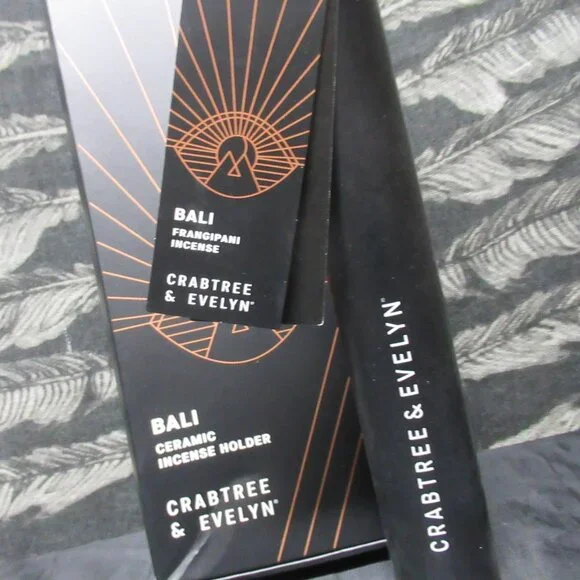 BALI
FRANGIPANI
INCENSE
CRABTREE
& EVELYN®
BALI
CERAMIC
INCENSE HOLDER
CRABTREE
& EVELYN®
CRABTREE & EVELYN®